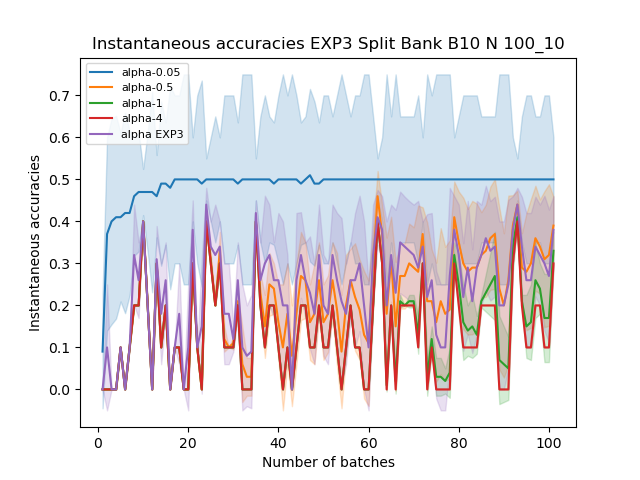 Instantaneous accuracies EXP3 Split Bank B10 N 100_10
alpha-0.05
alpha-0.5
alpha-1
alpha-4
alpha EXP3
Instantaneous accuracies
0.7
0.6
0.5
0.4
0.3
0.2
0.1
0.0
0 20 40 60 80 100
Number of batches